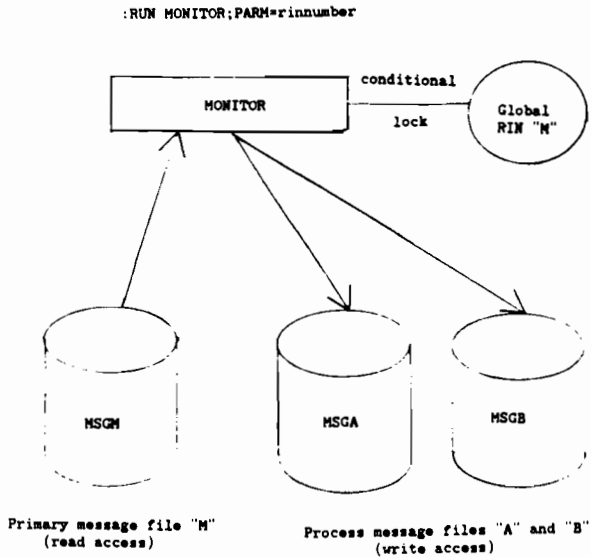 :RUN MONITOR;PARM=rinnumber
conditional
MONITOR
lock
Global
RIN "M"
MSGM
MSGA
MSGB
Primary message file "M"
(read access)
Process message files "A" and "B"
(write access)